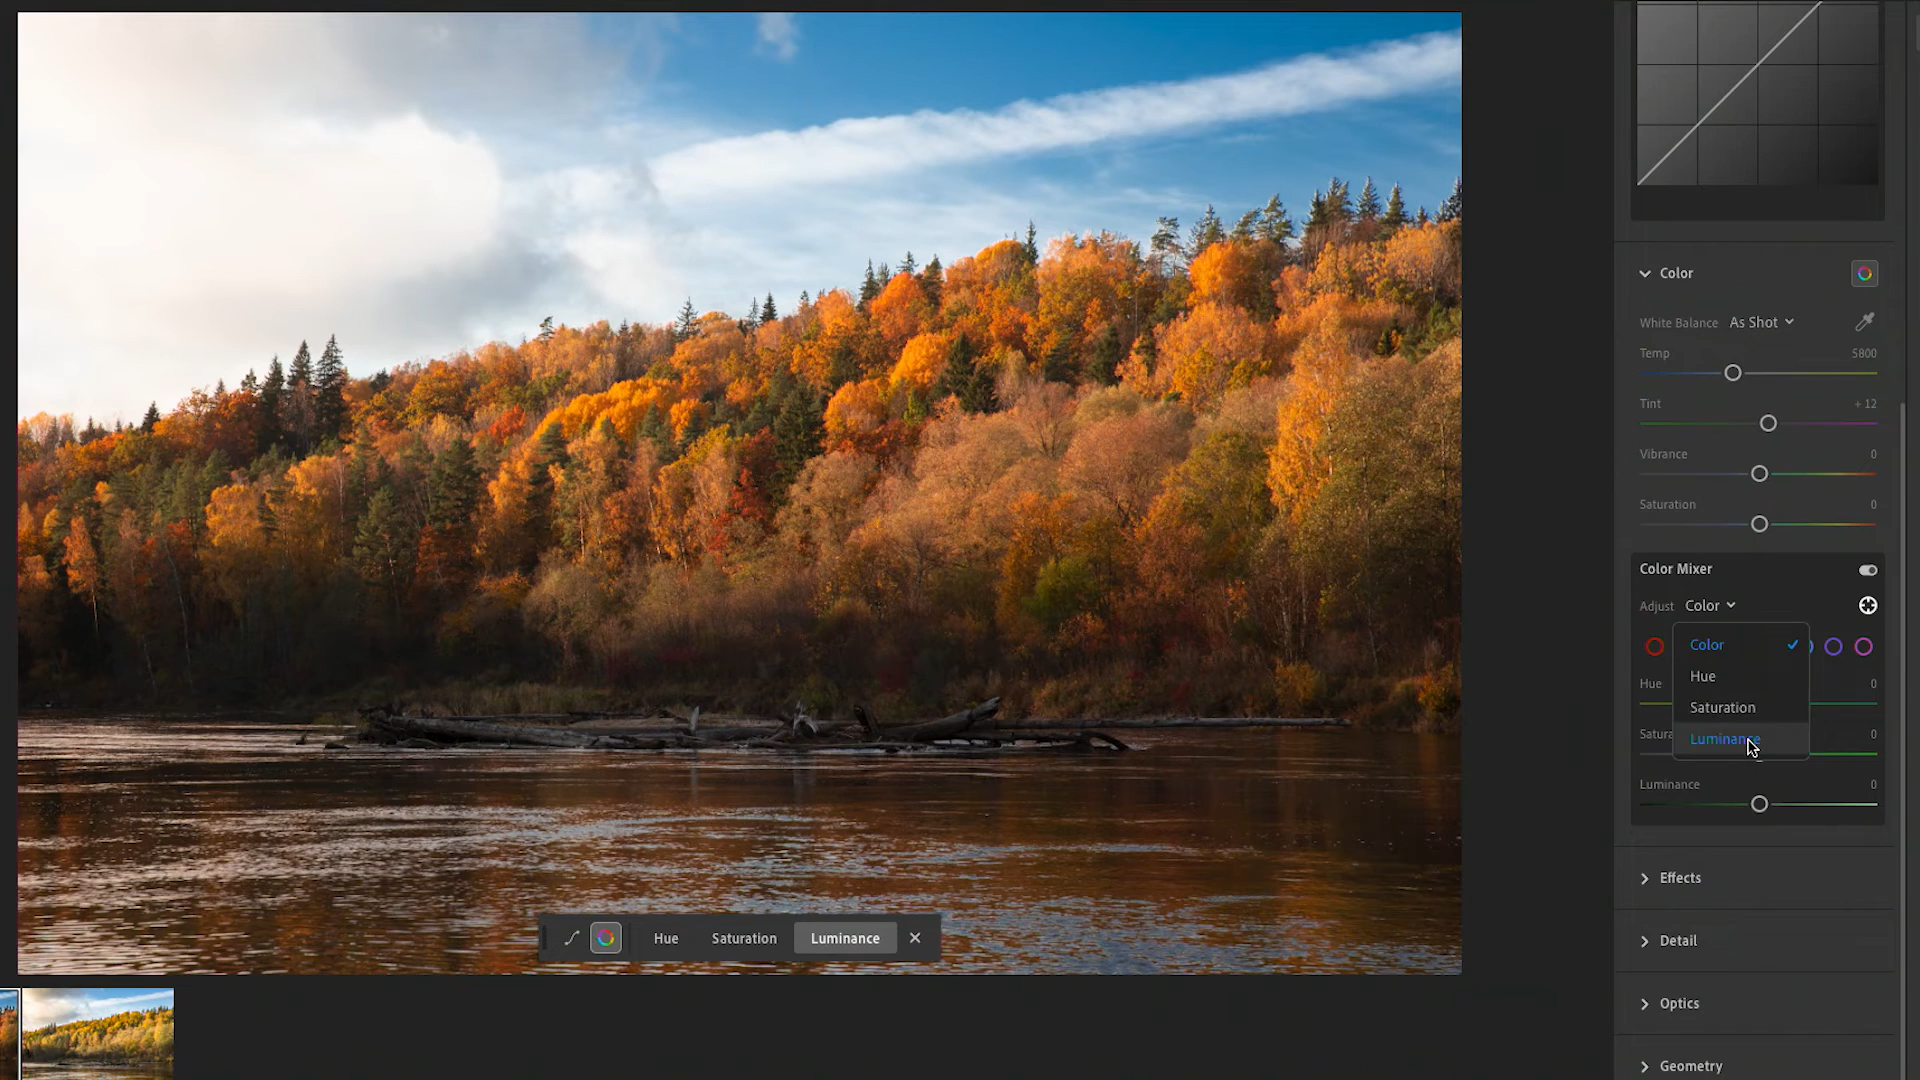 Color
White Balance As Shot
Temp 5800
Tint + 12
Vibrance 0
Saturation 0
Color Mixer
Adjust Color
Color
Hue
Saturation
Luminance
Hue 0
Satura 0
Luminance 0
Effects
Detail
Optics
Geometry
Hue Saturation Luminance